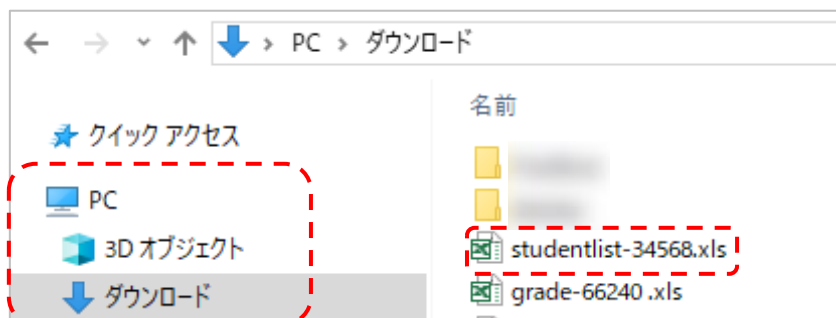 PC › ダウンロード
名前
クイック アクセス
PC
3D オブジェクト
ダウンロード
studentlist-34568.xls
grade-66240 .xls